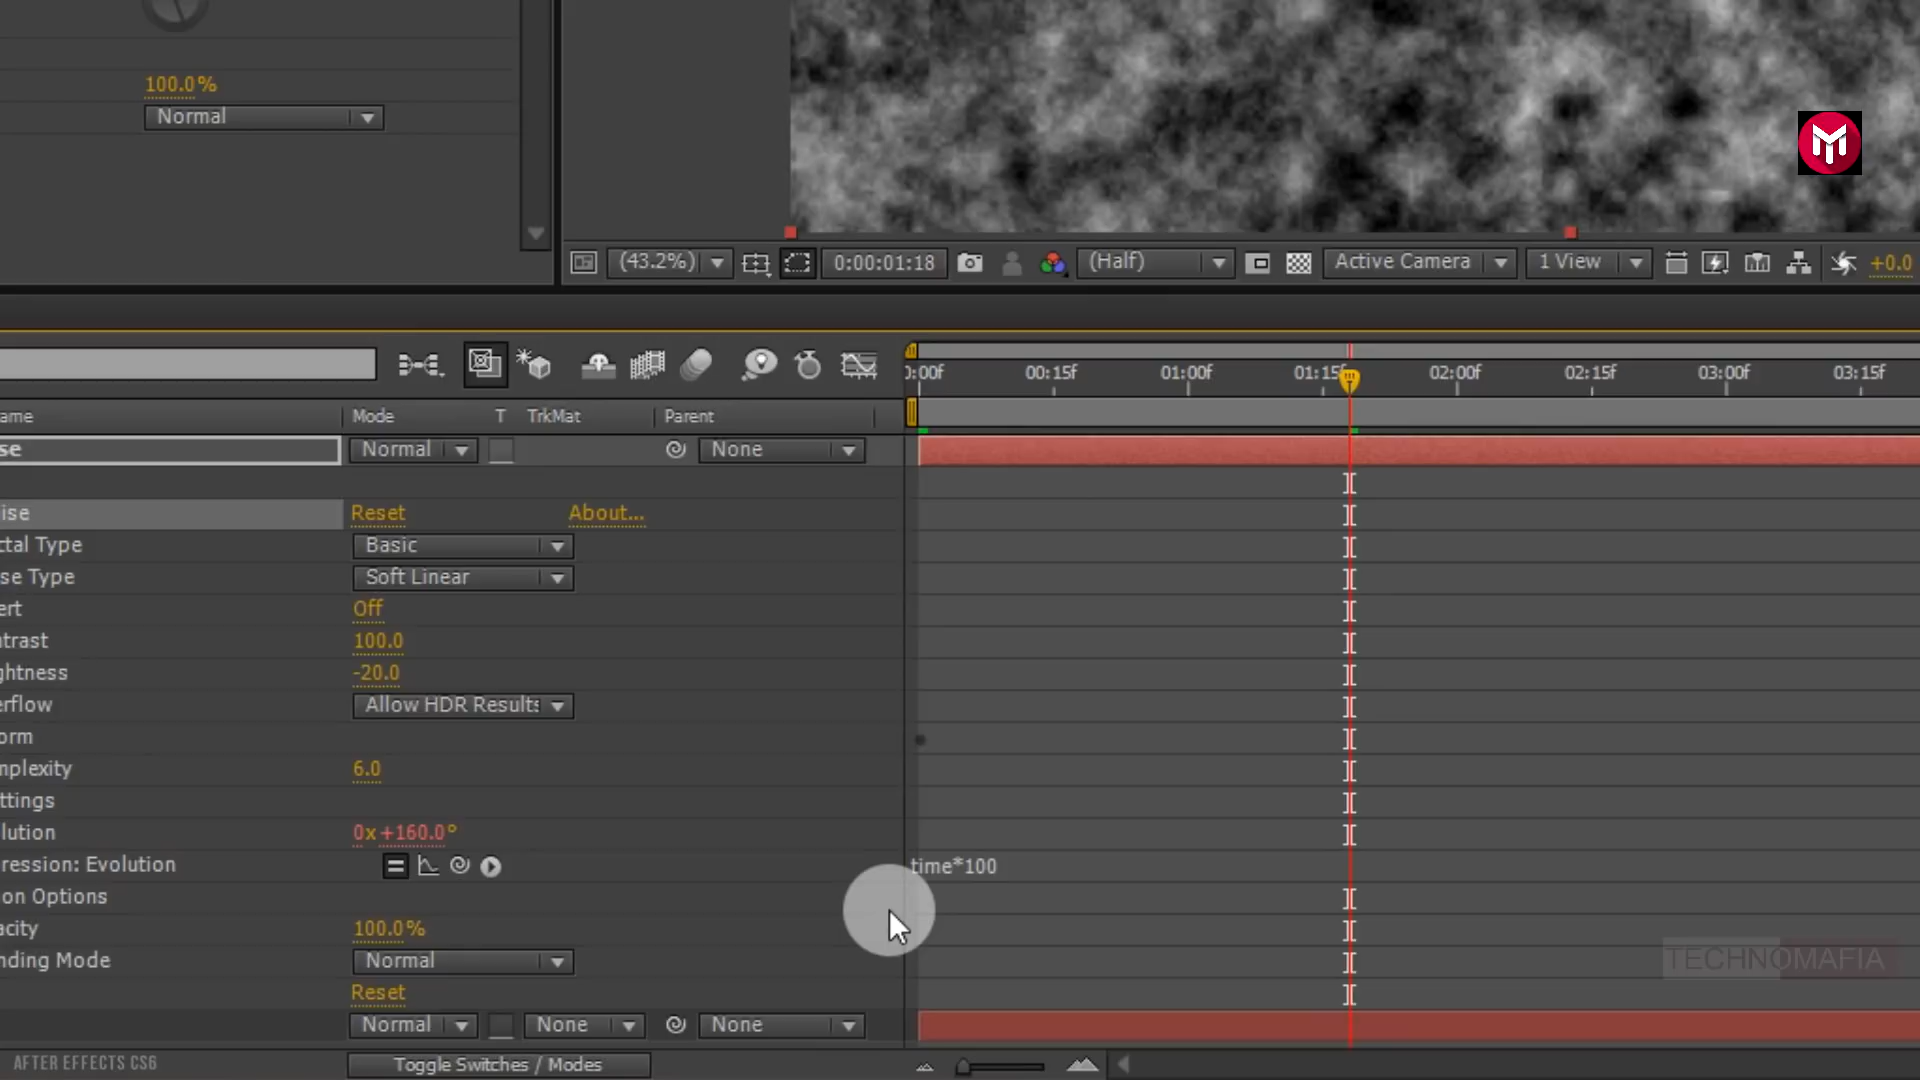 100.0%
Normal
(43.2%)
0:00:01:18
(Half)
Active Camera
1 View
+0.0
0:00f 00:15f 01:00f 01:15f 02:00f 02:15f 03:00f 03:15f
ame Mode T TrkMat Parent
se Normal None
ise Reset About...
ctal Type Basic
se Type Soft Linear
ert Off
ntrast 100.0
ghtness -20.0
erflow Allow HDR Results
orm
mplexity 6.0
ttings
lution 0x+160.0°
ression: Evolution time*100
on Options
acity 100.0%
nding Mode Normal
TECHNOMAFIA
Reset
Normal None None
AFTER EFFECTS CS6 Toggle Switches / Modes